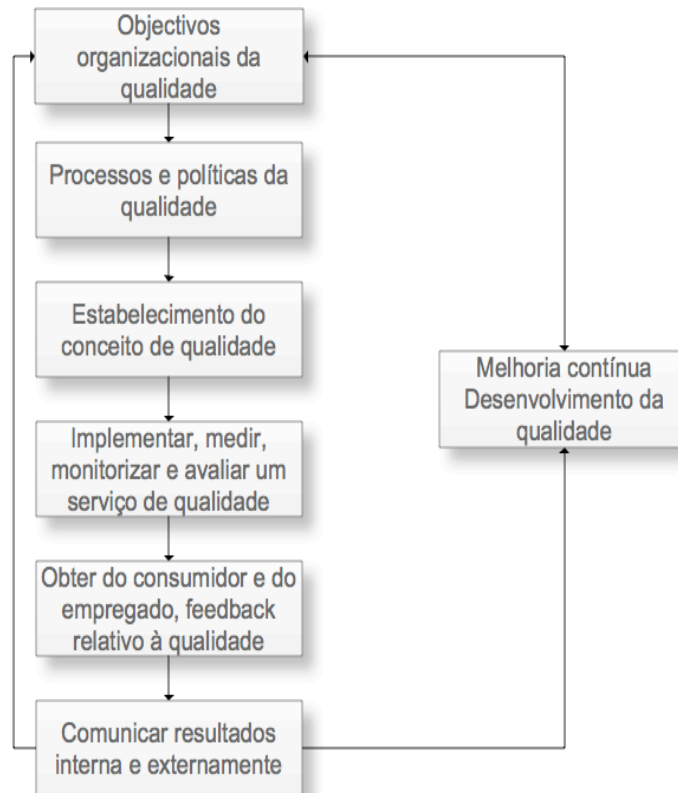 Objectivos
organizacionais da
qualidade
Processos e políticas da
qualidade
Estabelecimento do
conceito de qualidade
Implementar, medir,
monitorizar e avaliar um
serviço de qualidade
Obter do consumidor e do
empregado, feedback
relativo à qualidade
Comunicar resultados
interna e externamente
Melhoria contínua
Desenvolvimento da
qualidade